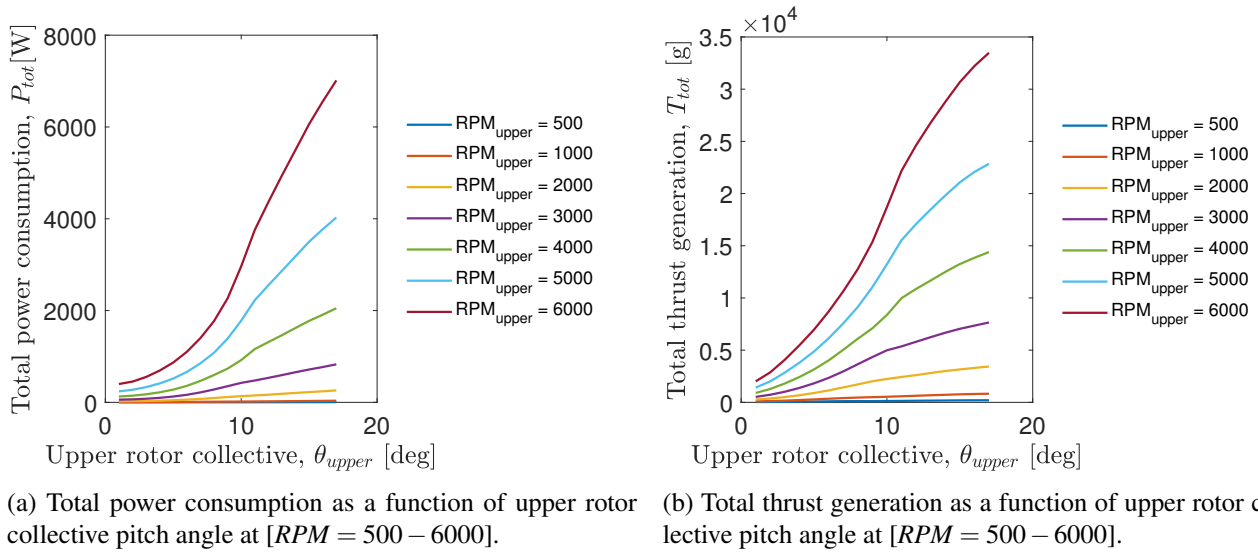 8000
6000
4000
2000
0
0
10
20
Total power consumption, P_tot[W]
Upper rotor collective, θ_upper [deg]
RPM_upper = 500
RPM_upper = 1000
RPM_upper = 2000
RPM_upper = 3000
RPM_upper = 4000
RPM_upper = 5000
RPM_upper = 6000
(a) Total power consumption as a function of upper rotor
collective pitch angle at [RPM = 500 – 6000].
×10^4
3.5
3
2.5
2
1.5
1
0.5
0
0
10
20
Total thrust generation, T_tot [g]
Upper rotor collective, θ_upper [deg]
RPM_upper = 500
RPM_upper = 1000
RPM_upper = 2000
RPM_upper = 3000
RPM_upper = 4000
RPM_upper = 5000
RPM_upper = 6000
(b) Total thrust generation as a function of upper rotor c
lective pitch angle at [RPM = 500 – 6000].